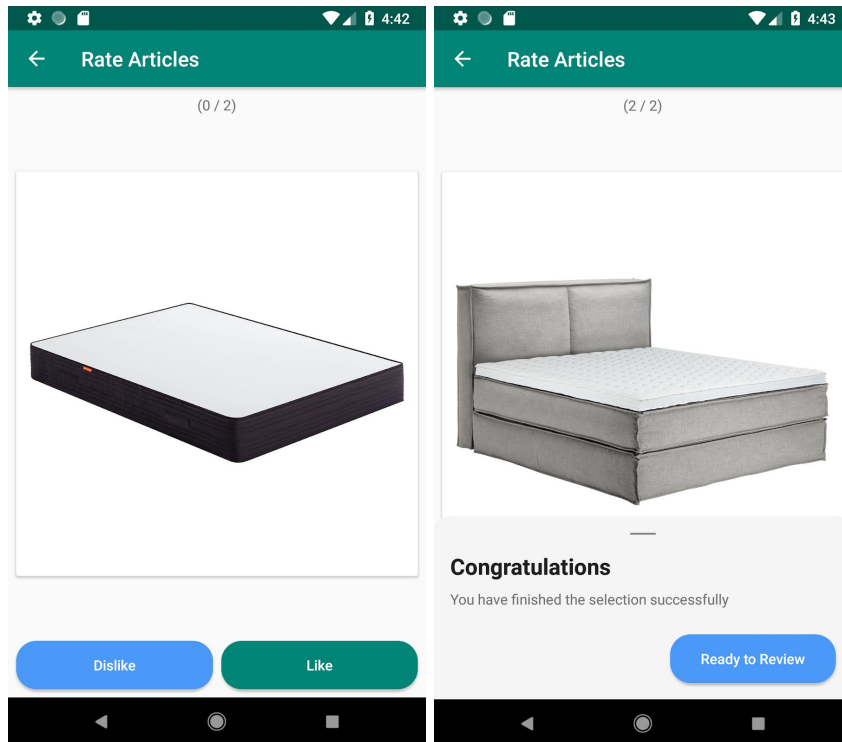 4:42
Rate Articles
(0 / 2)
Dislike
Like
4:43
Rate Articles
(2 / 2)
Congratulations
You have finished the selection successfully
Ready to Review